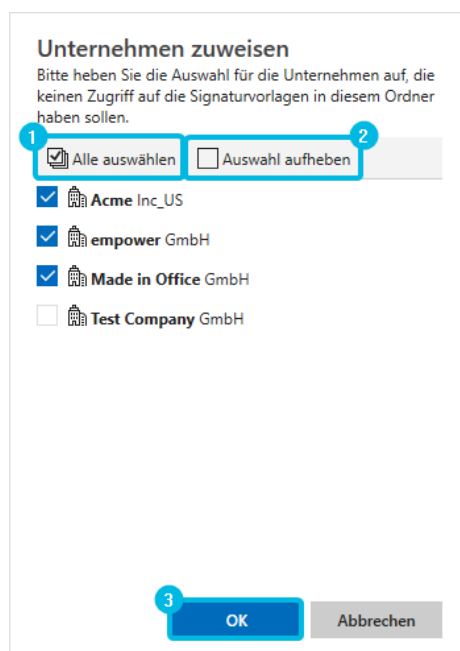 Unternehmen zuweisen
Bitte heben Sie die Auswahl für die Unternehmen auf, die
keinen Zugriff auf die Signaturvorlagen in diesem Ordner
haben sollen.
1 2
Alle auswählen Auswahl aufheben
Acme Inc_US
empower GmbH
Made in Office GmbH
Test Company GmbH
3
OK Abbrechen